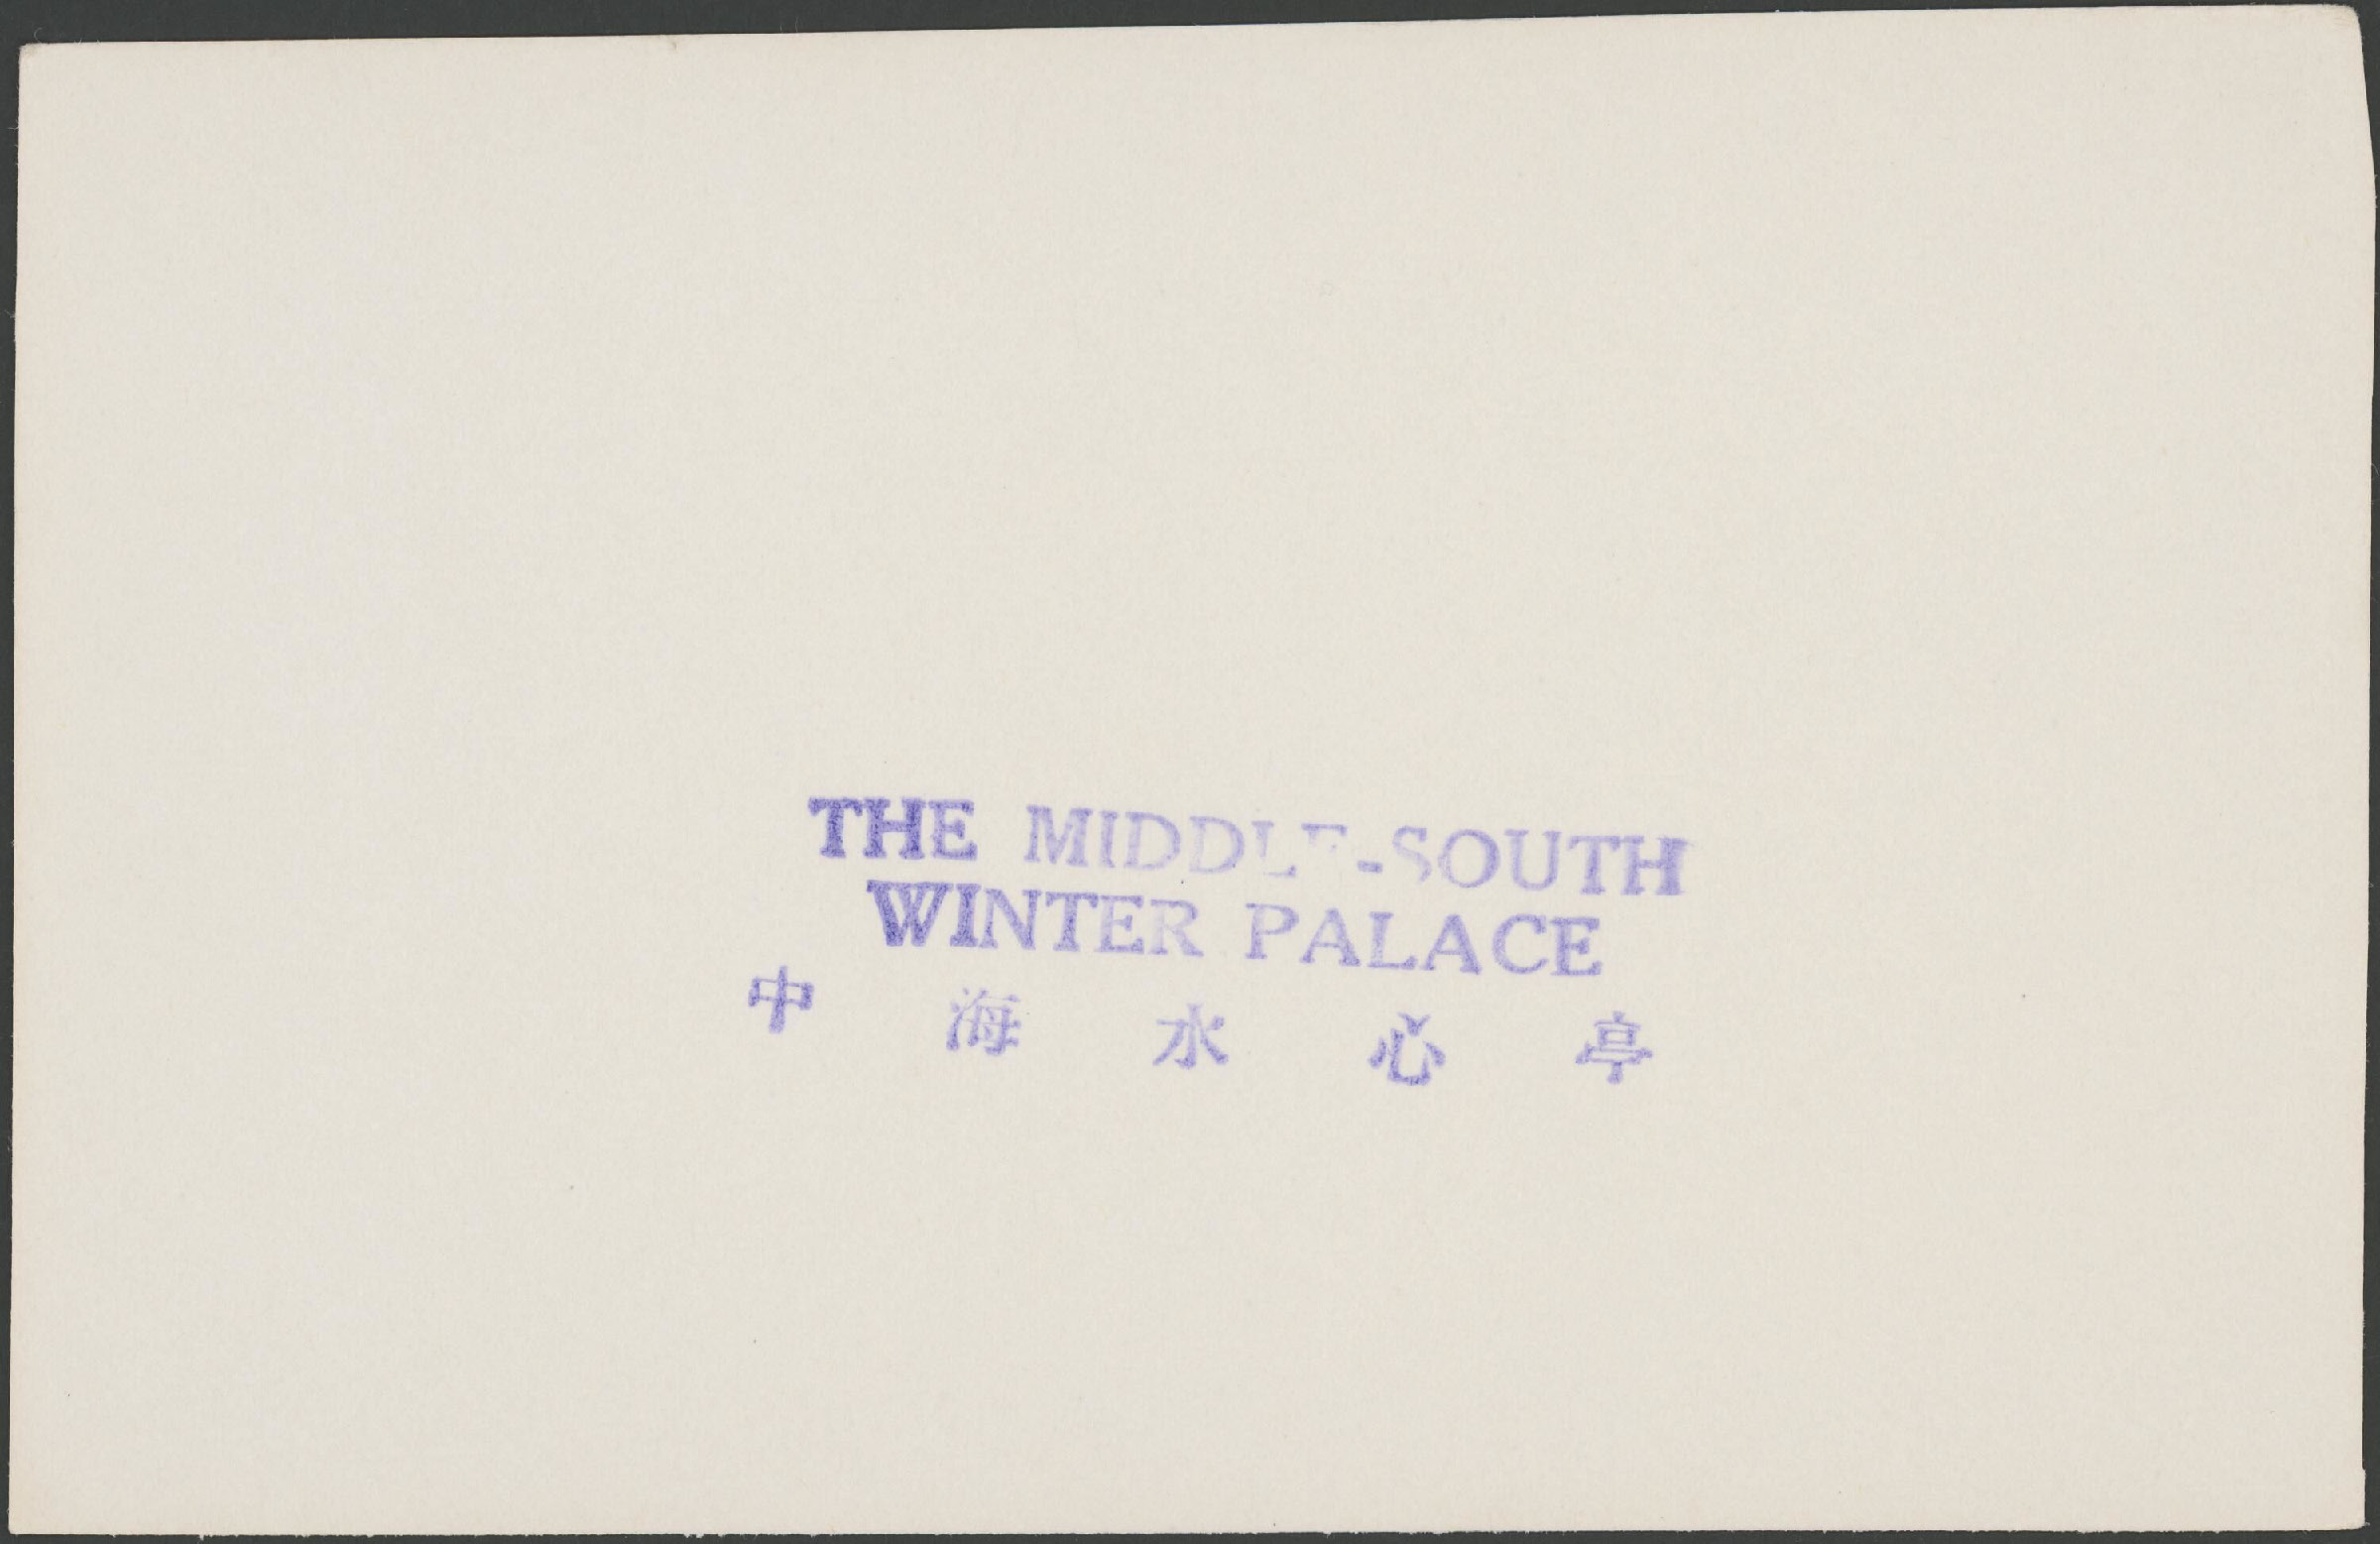 THE MIDDLE-SOUTH
WINTER PALACE
中海水心亭